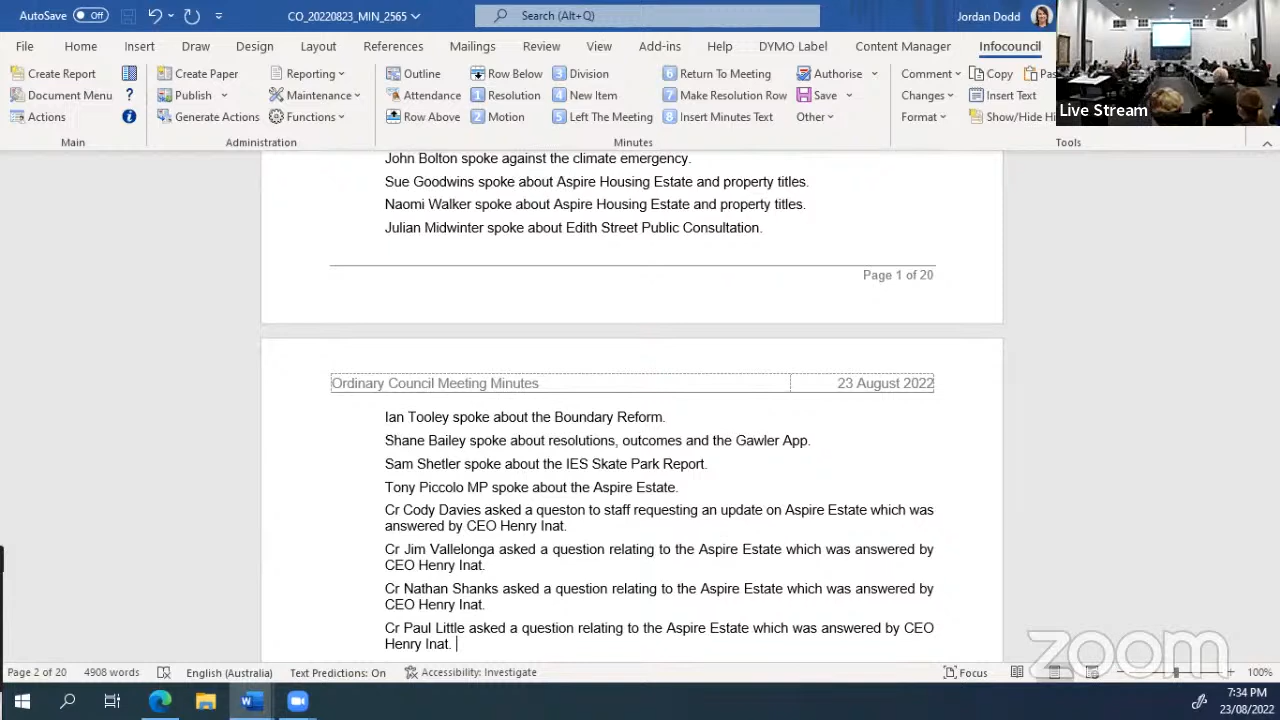 AutoSave Off CO_20220823_MIN_2565 Search (Alt+Q) Jordan Dodd
File Home Insert Draw Design Layout References Mailings Review View Add-ins Help DYMO Label Content Manager Infocouncil
Create Report Create Paper Reporting Outline Row Below 3 Division 6 Return To Meeting Authorise Comment Copy Pas
Document Menu ? Publish Maintenance Attendance 1 Resolution 4 New Item 7 Make Resolution Row Save Changes Insert Text
Actions Generate Actions Functions Row Above 2 Motion 5 Left The Meeting 8 Insert Minutes Text Other Format Show/Hide Hi
Main Administration Minutes Tools
Live Stream
John Bolton spoke against the climate emergency.
Sue Goodwins spoke about Aspire Housing Estate and property titles.
Naomi Walker spoke about Aspire Housing Estate and property titles.
Julian Midwinter spoke about Edith Street Public Consultation.
Page 1 of 20
Ordinary Council Meeting Minutes 23 August 2022
Ian Tooley spoke about the Boundary Reform.
Shane Bailey spoke about resolutions, outcomes and the Gawler App.
Sam Shetler spoke about the IES Skate Park Report.
Tony Piccolo MP spoke about the Aspire Estate.
Cr Cody Davies asked a queston to staff requesting an update on Aspire Estate which was
answered by CEO Henry Inat.
Cr Jim Vallelonga asked a question relating to the Aspire Estate which was answered by
CEO Henry Inat.
Cr Nathan Shanks asked a question relating to the Aspire Estate which was answered by
CEO Henry Inat.
Cr Paul Little asked a question relating to the Aspire Estate which was answered by CEO
Henry Inat.
zoom
Page 2 of 20 4908 words English (Australia) Text Predictions: On Accessibility: Investigate Focus 100%
7:34 PM
23/08/2022